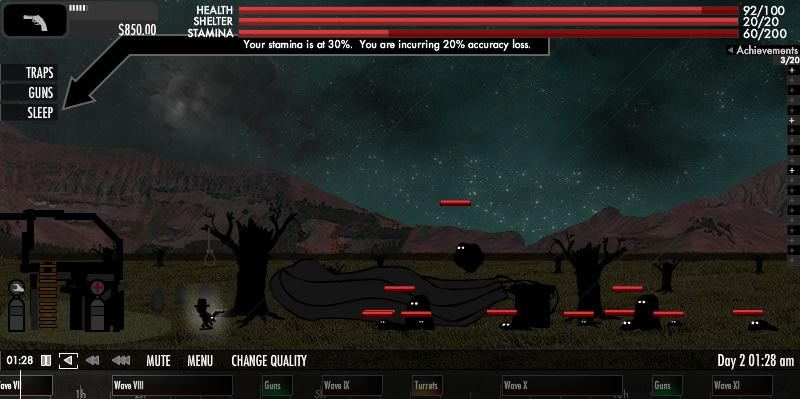 HEALTH 92/100
$850.00 SHELTER 20/20
STAMINA 60/200
Your stamina is at 30%. You are incurring 20% accuracy loss.
Achievements
3/20
TRAPS
GUNS
SLEEP
01:28 MUTE MENU CHANGE QUALITY Day 2 01:28 am
Wave VIII Guns Wave IX Turrets Wave X Guns Wave XI
1h